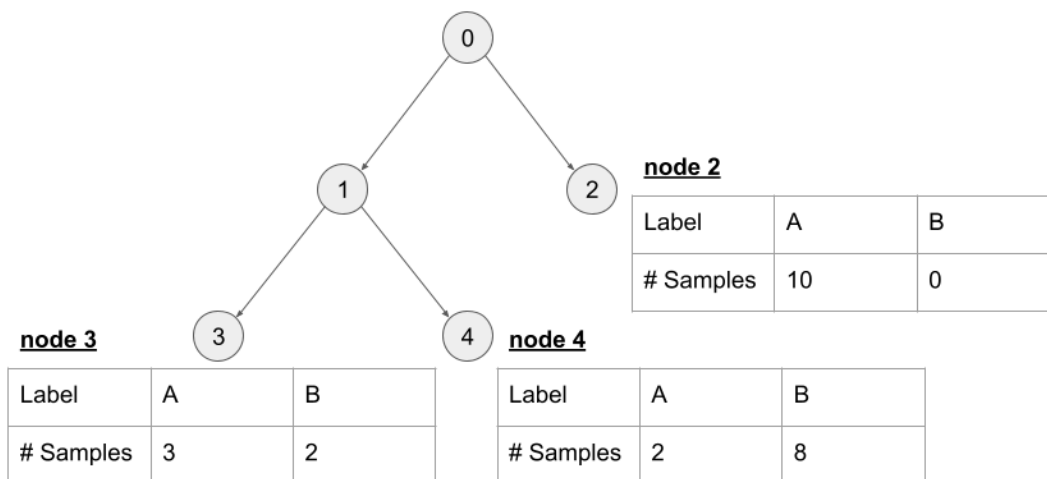 0
1
2
node 2
Label A B
# Samples 10 0
3
4
node 3
Label A B
# Samples 3 2
node 4
Label A B
# Samples 2 8